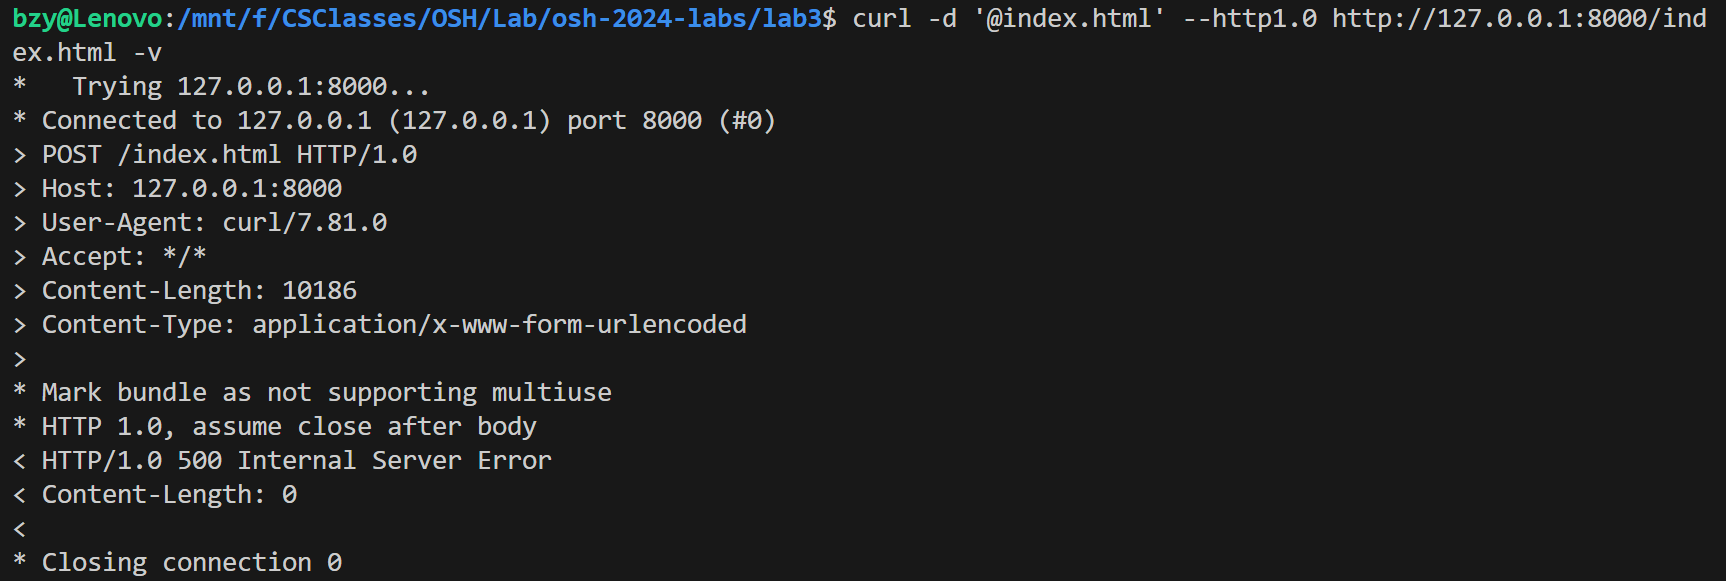 bzy@Lenovo:/mnt/f/CSClasses/OSH/Lab/osh-2024-labs/lab3$ curl -d '@index.html' --http1.0 http://127.0.0.1:8000/ind
ex.html -v
*   Trying 127.0.0.1:8000...
* Connected to 127.0.0.1 (127.0.0.1) port 8000 (#0)
> POST /index.html HTTP/1.0
> Host: 127.0.0.1:8000
> User-Agent: curl/7.81.0
> Accept: */*
> Content-Length: 10186
> Content-Type: application/x-www-form-urlencoded
>
* Mark bundle as not supporting multiuse
* HTTP 1.0, assume close after body
< HTTP/1.0 500 Internal Server Error
< Content-Length: 0
<
* Closing connection 0